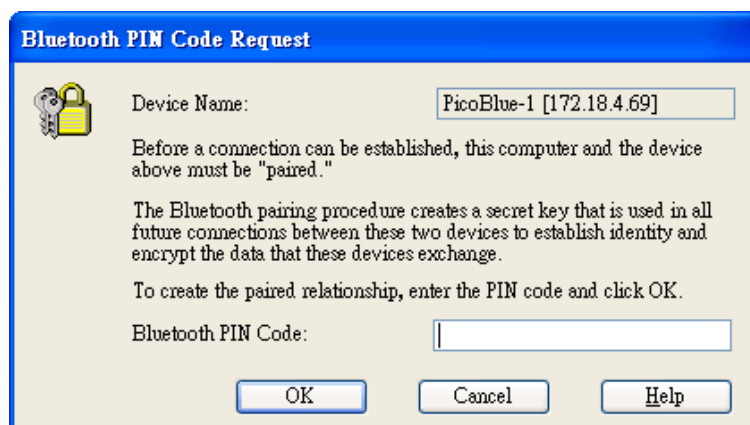 Bluetooth PIN Code Request
Device Name:
PicoBlue-1 [172.18.4.69]
Before a connection can be established, this computer and the device
above must be "paired."
The Bluetooth pairing procedure creates a secret key that is used in all
future connections between these two devices to establish identity and
encrypt the data that these devices exchange.
To create the paired relationship, enter the PIN code and click OK.
Bluetooth PIN Code:
OK
Cancel
Help